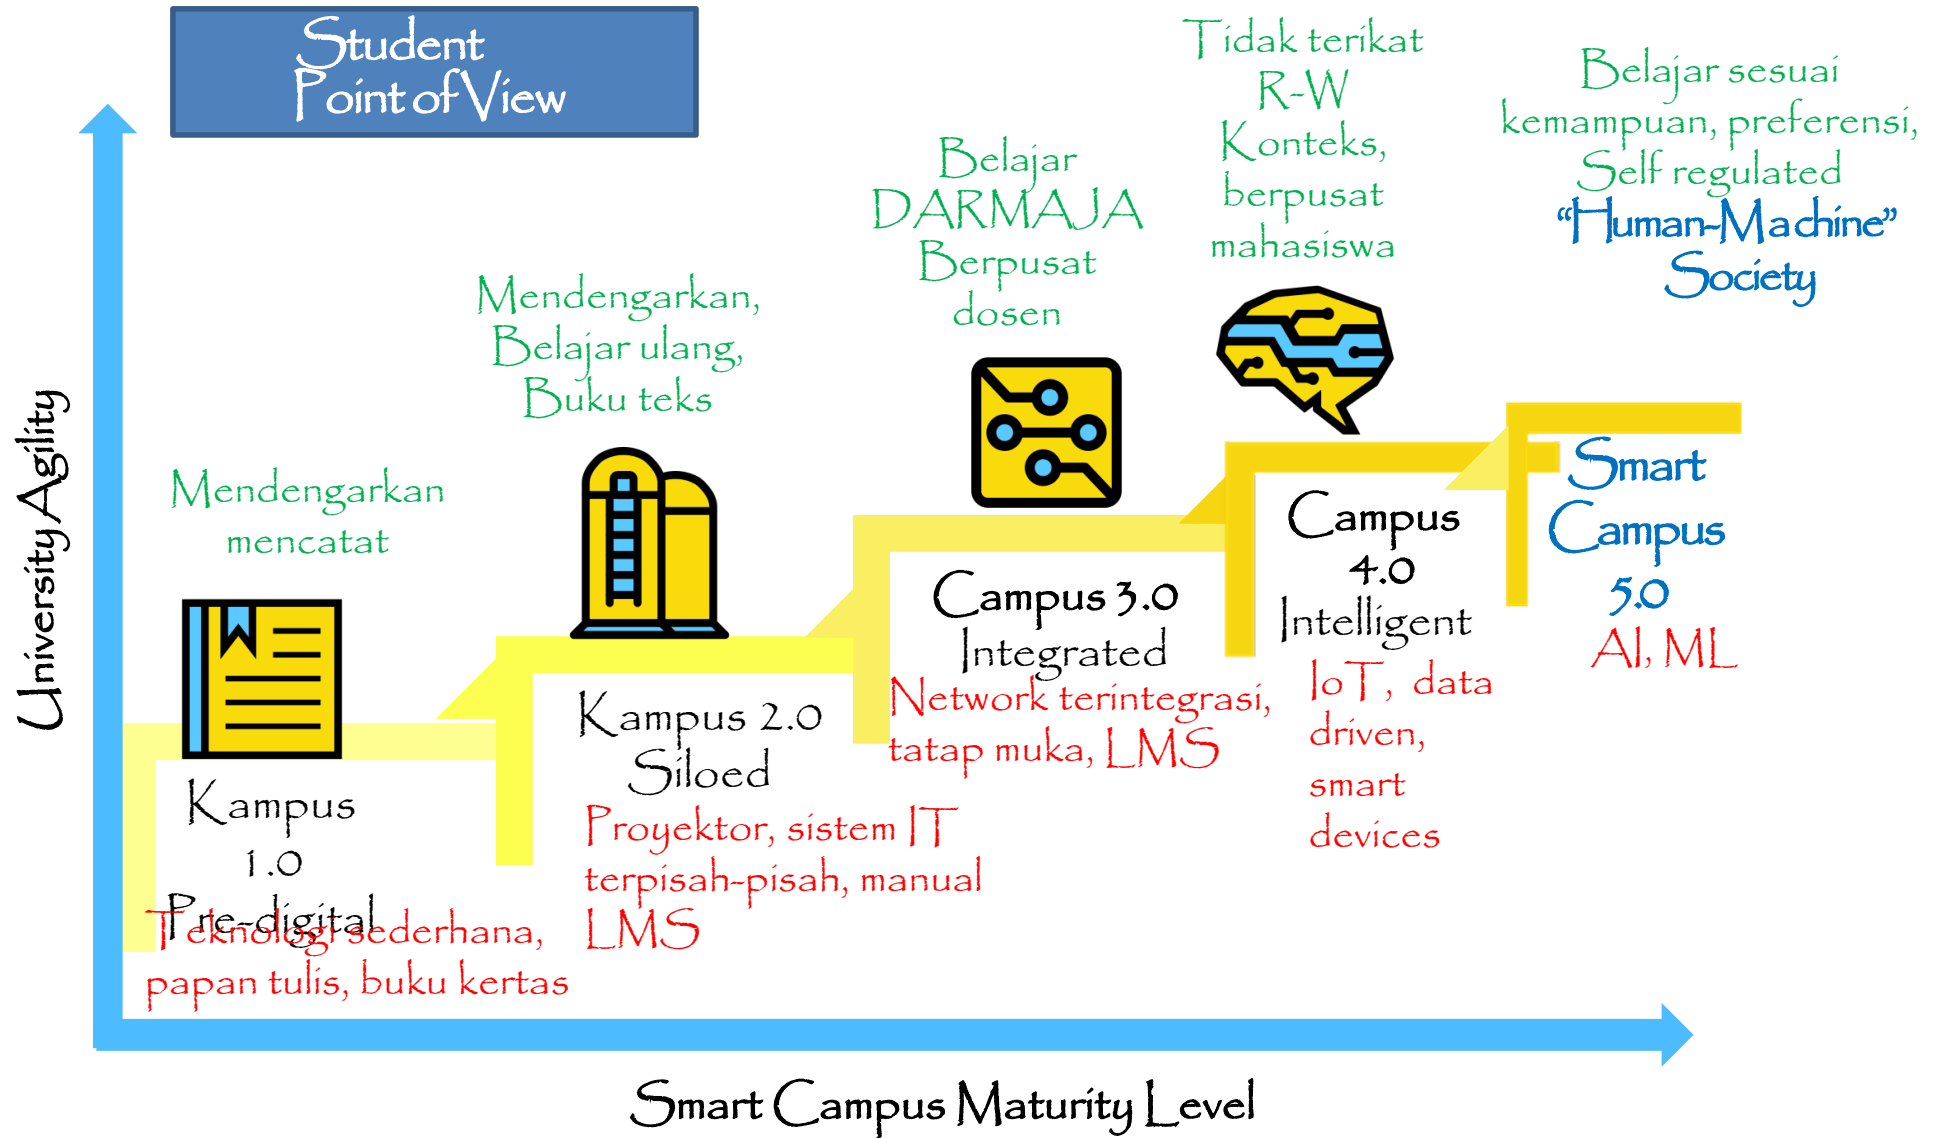 Student
Point of View
University Agility
Mendengarkan
mencatat
Kampus
1.0
Pre-digital
Teknologi sederhana,
papan tulis, buku kertas
Mendengarkan,
Belajar ulang,
Buku teks
Kampus 2.0
Siloed
Proyektor, sistem IT
terpisah-pisah, manual
LMS
Belajar
DARMAJA
Berpusat
dosen
Campus 3.0
Integrated
Network terintegrasi,
tatap muka, LMS
Tidak terikat
R-W
Konteks,
berpusat
mahasiswa
Campus
4.0
Intelligent
IoT, data
driven,
smart
devices
Belajar sesuai
kemampuan, preferensi,
Self regulated
“Human-Machine”
Society
Smart
Campus
5.0
AI, ML
Smart Campus Maturity Level